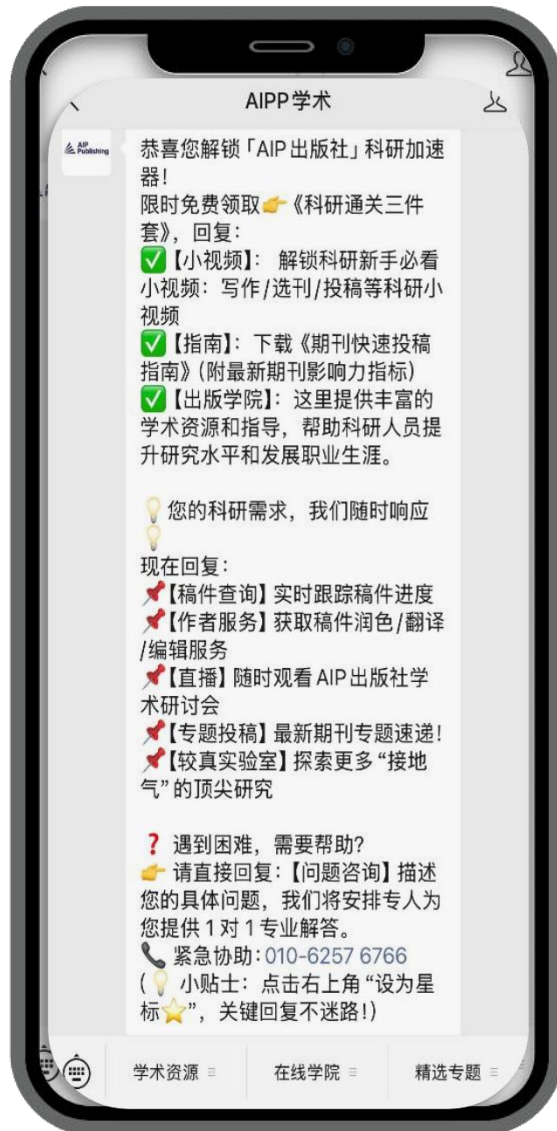 AIPP学术
AIP
Publishing
恭喜您解锁「AIP出版社」科研加速
器！
限时免费领取👉《科研通关三件
套》，回复：
✅【小视频】：解锁科研新手必看
小视频：写作/选刊/投稿等科研小
视频
✅【指南】：下载《期刊快速投稿
指南》（附最新期刊影响力指标）
✅【出版学院】：这里提供丰富的
学术资源和指导，帮助科研人员提
升研究水平和发展职业生涯。
💡您的科研需求，我们随时响应
💡
现在回复：
📌【稿件查询】实时跟踪稿件进度
📌【作者服务】获取稿件润色/翻译
/编辑服务
📌【直播】随时观看AIP出版社学
术研讨会
📌【专题投稿】最新期刊专题速递！
📌【较真实验室】探索更多“接地
气”的顶尖研究
❓ 遇到困难，需要帮助？
👉 请直接回复：【问题咨询】描述
您的具体问题，我们将安排专人为
您提供1对1专业解答。
📞 紧急协助：010-6257 6766
（💡 小贴士：点击右上角“设为星
标⭐”，关键回复不迷路！）
学术资源 在线学院 精选专题